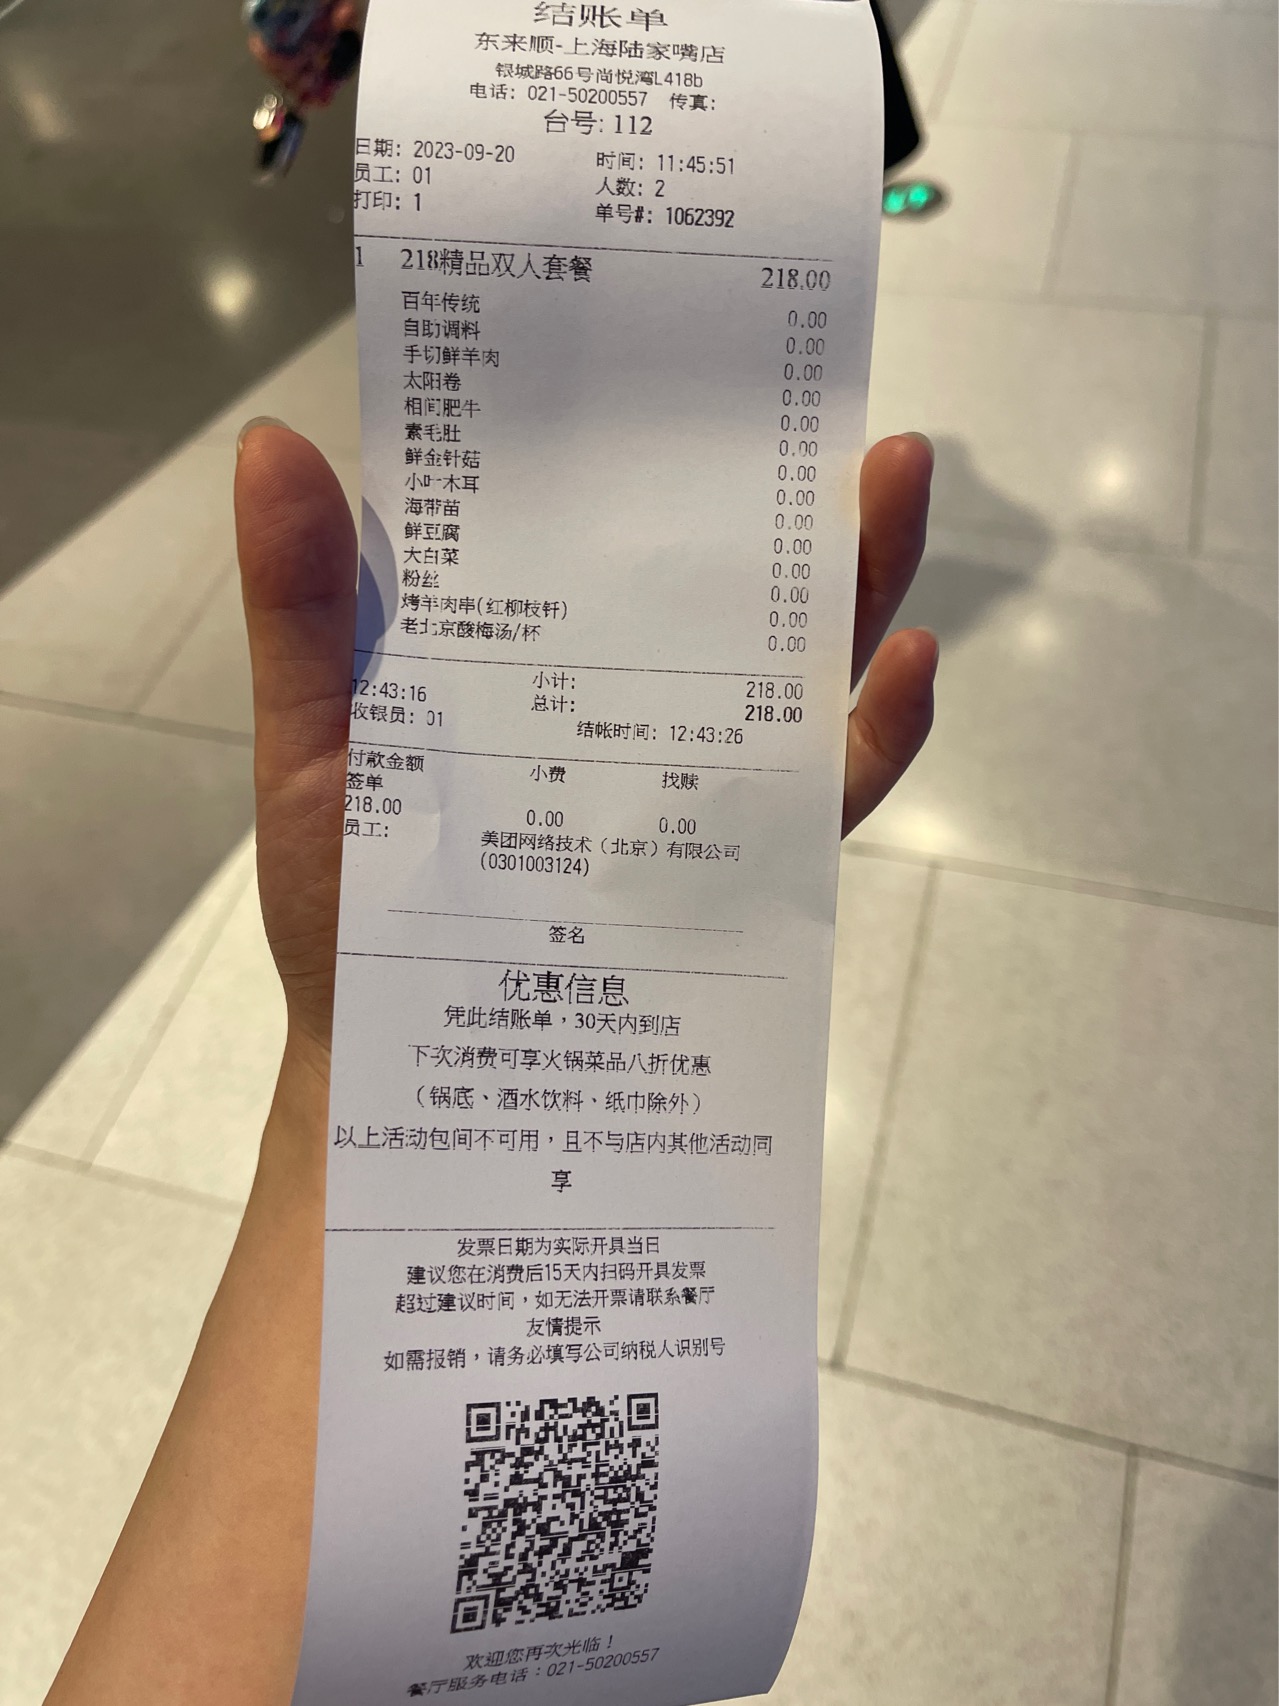 结账单
东来顺-上海陆家嘴店
银城路66号尚悦湾L418b
电话: 021-50200557 传真:
台号: 112
日期: 2023-09-20 时间: 11:45:51
员工: 01 人数: 2
打印: 1 单号#: 1062392
1 218精品双人套餐 218.00
百年传统 0.00
自助调料 0.00
手切鲜羊肉 0.00
太阳卷 0.00
相间肥牛 0.00
素毛肚 0.00
鲜金针菇 0.00
小叶木耳 0.00
海带苗 0.00
鲜豆腐 0.00
大白菜 0.00
粉丝 0.00
烤羊肉串(红柳枝钎) 0.00
老北京酸梅汤/杯 0.00
0.00
小计: 218.00
12:43:16 总计: 218.00
收银员: 01 结帐时间: 12:43:26
付款金额 小费 找赎
签单
218.00 0.00 0.00
员工: 美团网络技术（北京）有限公司
(0301003124)
签名
优惠信息
凭此结账单，30天内到店
下次消费可享火锅菜品八折优惠
（锅底、酒水饮料、纸巾除外）
以上活动包间不可用，且不与店内其他活动同
享
发票日期为实际开具当日
建议您在消费后15天内扫码开具发票
超过建议时间，如无法开票请联系餐厅
友情提示
如需报销，请务必填写公司纳税人识别号
欢迎您再次光临！
餐厅服务电话：021-50200557